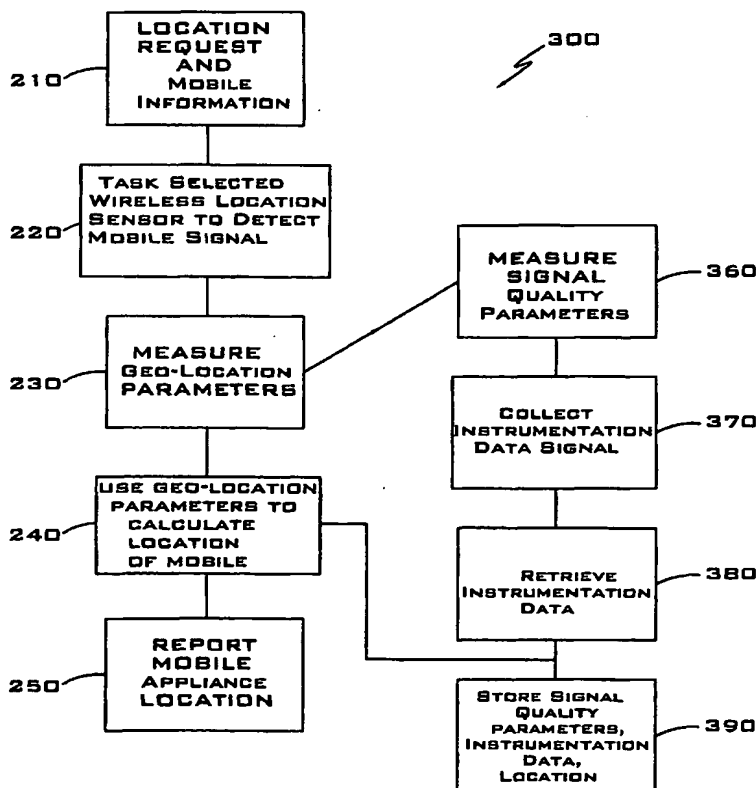 300
210
LOCATION
REQUEST
AND
MOBILE
INFORMATION
220
TASK SELECTED
WIRELESS LOCATION
SENSOR TO DETECT
MOBILE SIGNAL
230
MEASURE
GEO-LOCATION
PARAMETERS
240
USE GEO-LOCATION
PARAMETERS TO
CALCULATE
LOCATION
OF MOBILE
250
REPORT
MOBILE
APPLIANCE
LOCATION
MEASURE
SIGNAL
QUALITY
PARAMETERS
360
COLLECT
INSTRUMENTATION
DATA SIGNAL
370
RETRIEVE
INSTRUMENTATION
DATA
380
STORE SIGNAL
QUALITY
PARAMETERS,
INSTRUMENTATION
DATA,
LOCATION
390